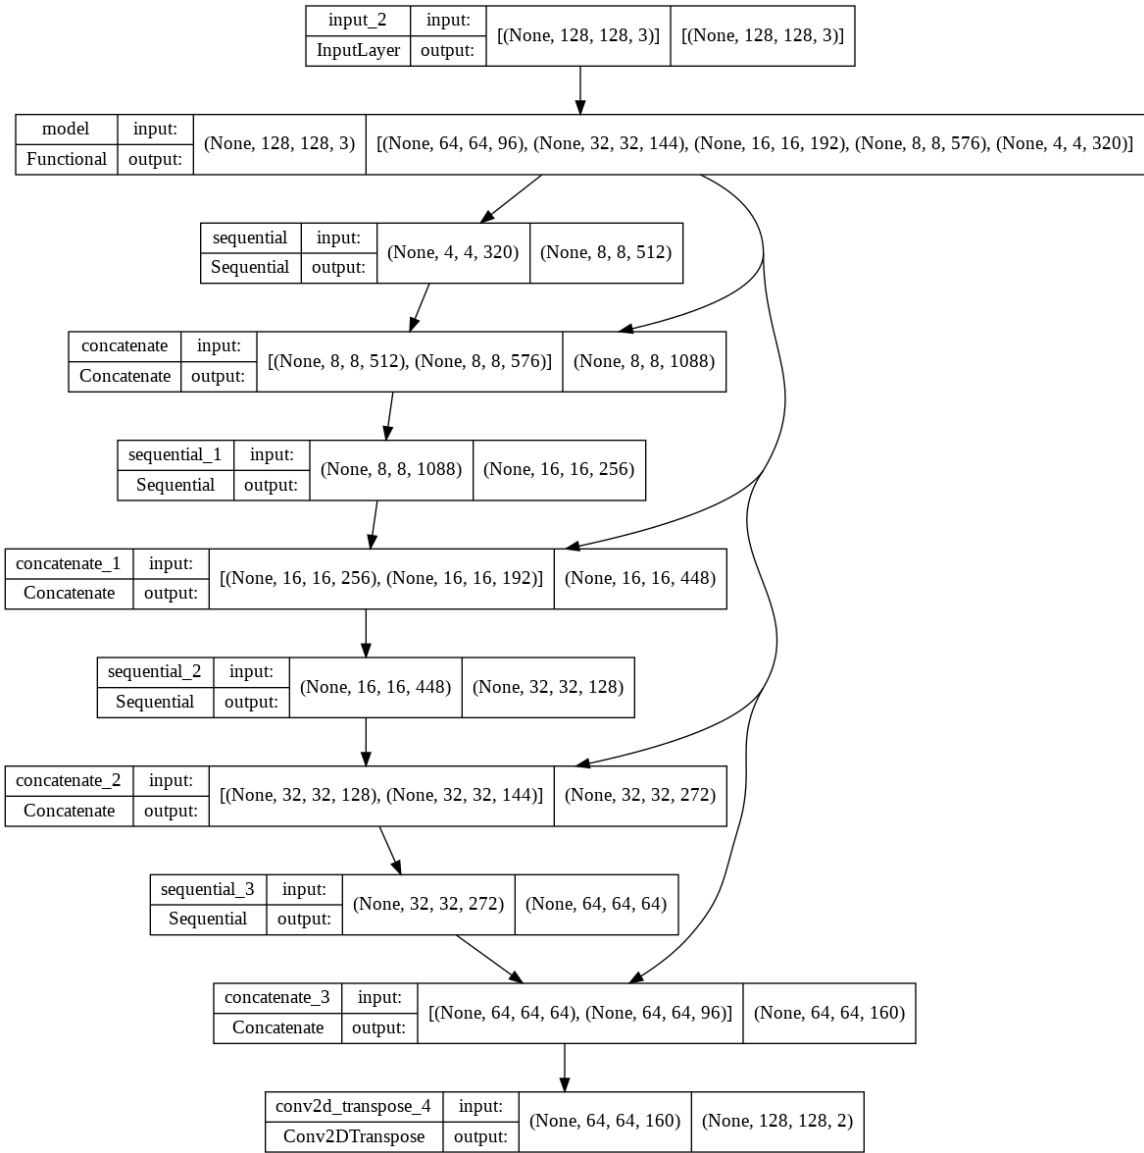 input_2 input: [(None, 128, 128, 3)] [(None, 128, 128, 3)]
InputLayer output:
model input: (None, 128, 128, 3) [(None, 64, 64, 96), (None, 32, 32, 144), (None, 16, 16, 192), (None, 8, 8, 576), (None, 4, 4, 320)]
Functional output:
sequential input: (None, 4, 4, 320) (None, 8, 8, 512)
Sequential output:
concatenate input: [(None, 8, 8, 512), (None, 8, 8, 576)] (None, 8, 8, 1088)
Concatenate output:
sequential_1 input: (None, 8, 8, 1088) (None, 16, 16, 256)
Sequential output:
concatenate_1 input: [(None, 16, 16, 256), (None, 16, 16, 192)] (None, 16, 16, 448)
Concatenate output:
sequential_2 input: (None, 16, 16, 448) (None, 32, 32, 128)
Sequential output:
concatenate_2 input: [(None, 32, 32, 128), (None, 32, 32, 144)] (None, 32, 32, 272)
Concatenate output:
sequential_3 input: (None, 32, 32, 272) (None, 64, 64, 64)
Sequential output:
concatenate_3 input: [(None, 64, 64, 64), (None, 64, 64, 96)] (None, 64, 64, 160)
Concatenate output:
conv2d_transpose_4 input: (None, 64, 64, 160) (None, 128, 128, 2)
Conv2DTranspose output: